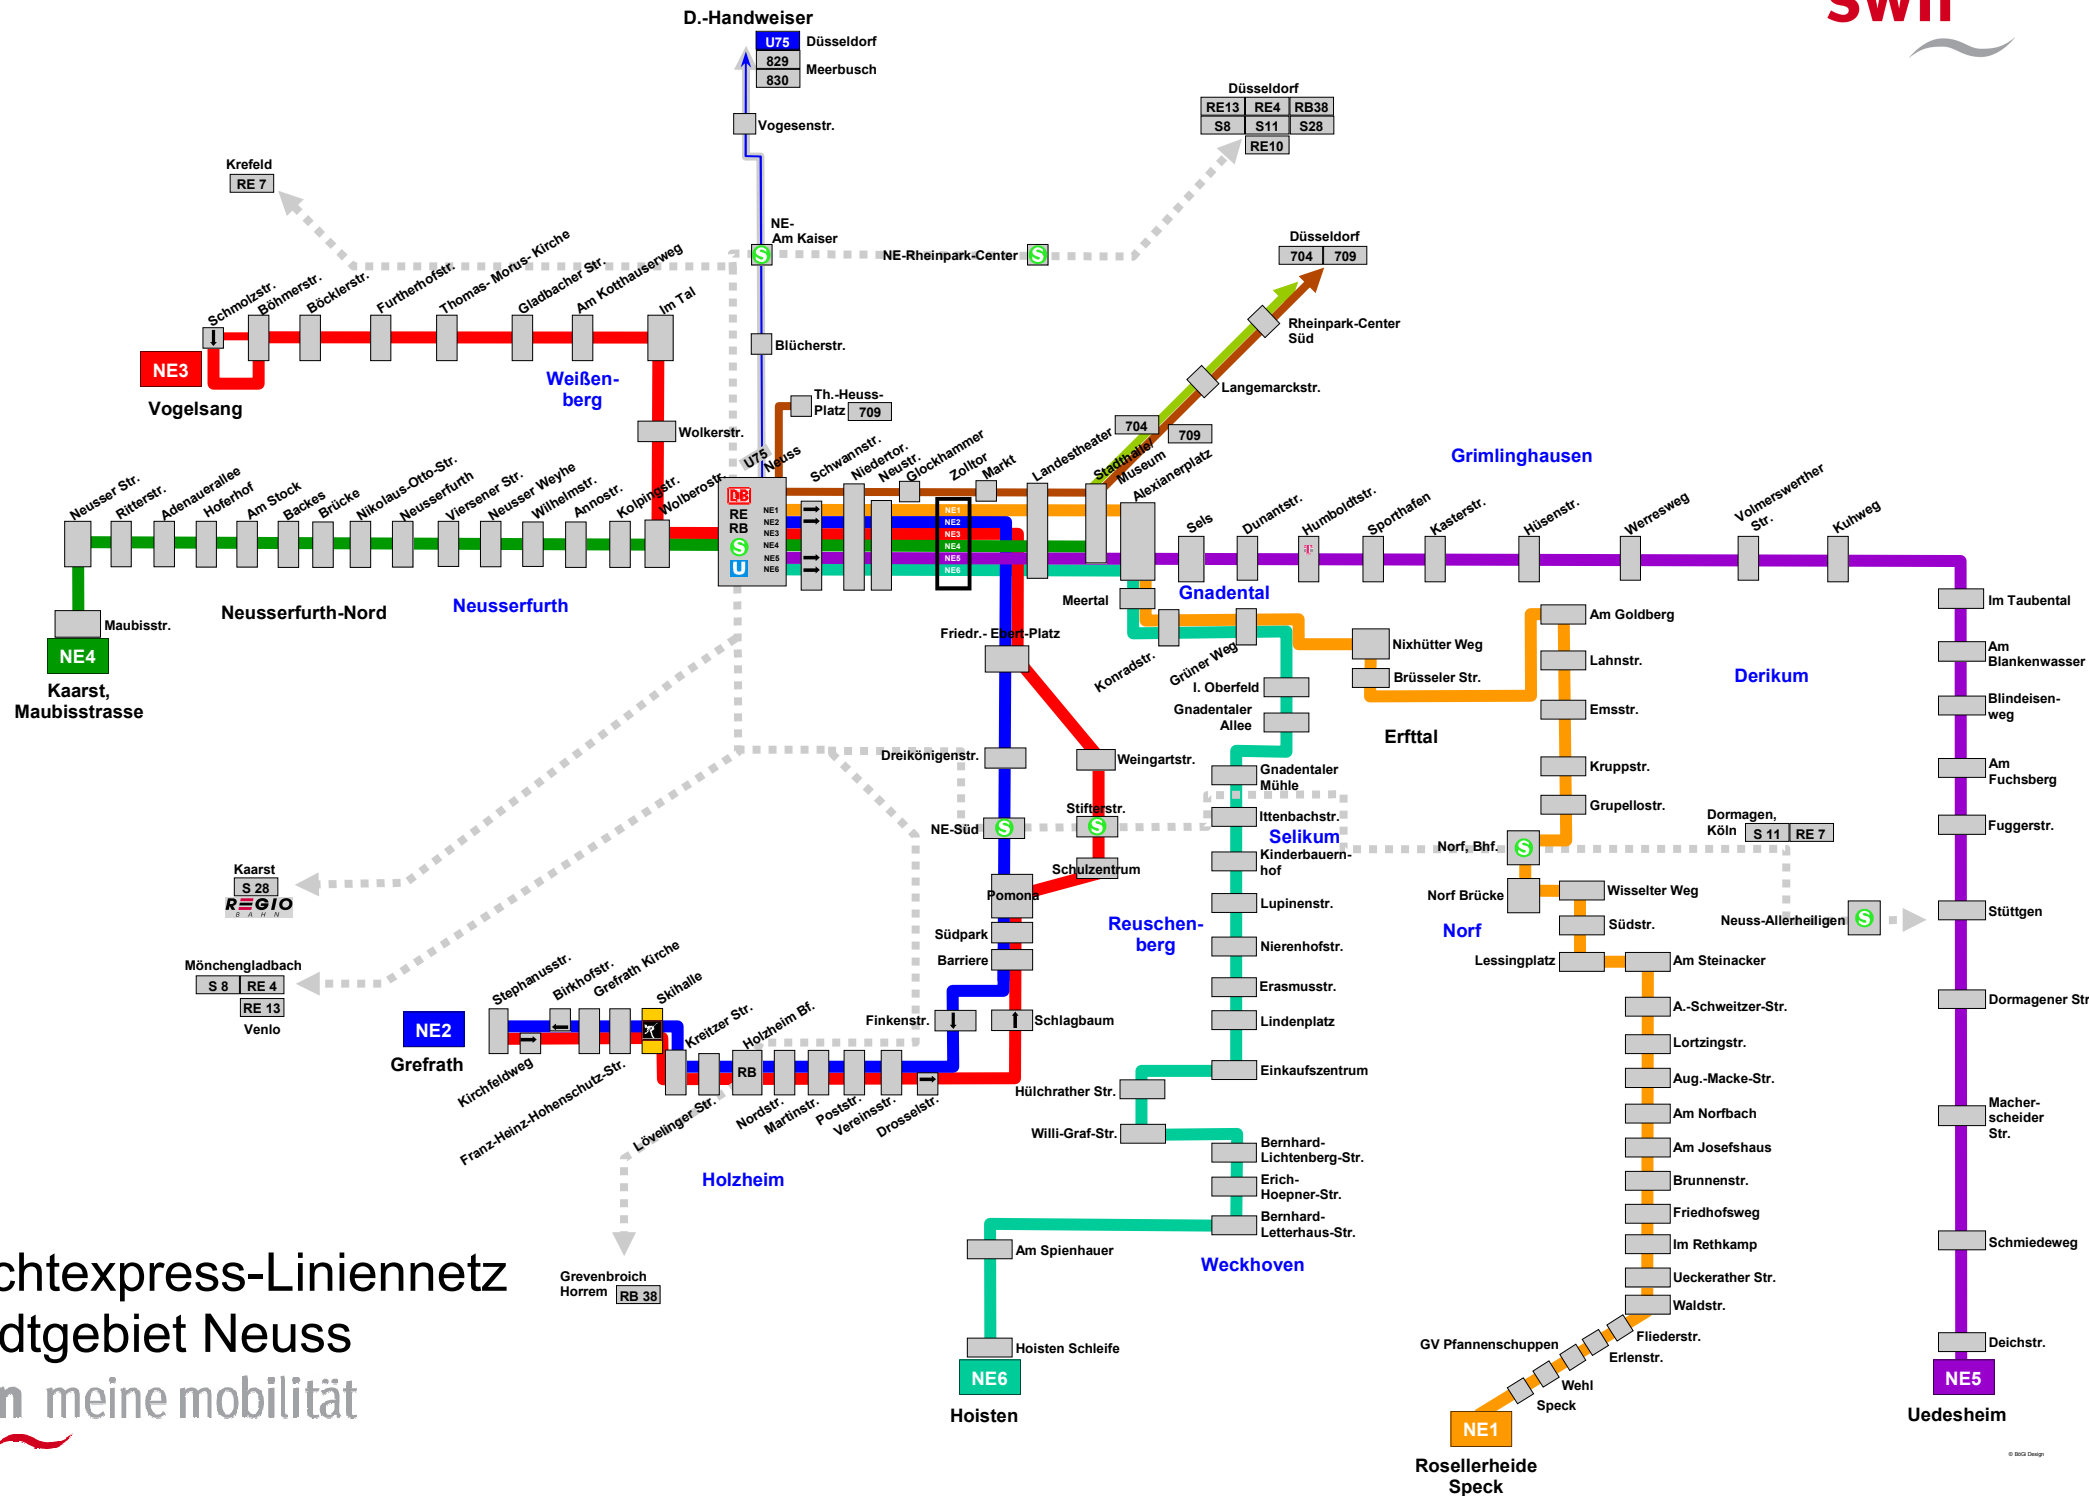 swn
D.-Handweiser
U75 Düsseldorf
829
Meerbusch
830
Vogesenstr.
Düsseldorf
RE13 RE4 RB38
S8 S11 S28
RE10
Krefeld
RE 7
NE-
Am Kaiser
NE-Rheinpark-Center
Düsseldorf
704 709
Rheinpark-Center
Süd
Langemarckstr.
Blücherstr.
Th.-Heuss-
Platz 709
704
709
Schmolzstr.
Böhmerstr.
Böcklerstr.
Furtherhofstr.
Thomas- Morus- Kirche
Gladbacher Str.
Am Kotthauserweg
Im Tal
NE3
Vogelsang
Weißen-
berg
Wolkerstr.
Neusser Str.
Ritterstr.
Adenauerallee
Hoferhof
Am Stock
Backes
Brücke
Nikolaus-Otto-Str.
Neusserfurth
Viersener Str.
Neusser Weyhe
Wilhelmstr.
Annostr.
Kolpingstr.
Wolberostr.
U75
Neuss
Schwannstr.
Niedertor.
Neustr.
Glockhammer
Zolltor
Markt
Landestheater
Stadthalle/
Museum
Alexianerplatz
Sels
Dunantstr.
Humboldtstr.
Sporthafen
Kasterstr.
Hüsenstr.
Werresweg
Volmerswerther
Str.
Kuhweg
Grimlinghausen
DB
RE
RB
S
U
NE1
NE2
NE3
NE4
NE5
NE6
NE1
NE2
NE3
NE4
NE5
NE6
Maubisstr.
NE4
Kaarst,
Maubisstrasse
Neusserfurth-Nord
Neusserfurth
Meertal
Gnadental
Konradstr.
Grüner Weg
I. Oberfeld
Gnadentaler
Allee
Gnadentaler
Mühle
Ittenbachstr.
Selikum
Kinderbauern-
hof
Lupinenstr.
Nierenhofstr.
Erasmusstr.
Lindenplatz
Einkaufszentrum
Hülchrather Str.
Willi-Graf-Str.
Bernhard-
Lichtenberg-Str.
Erich-
Hoepner-Str.
Bernhard-
Letterhaus-Str.
Am Spienhauer
Hoisten Schleife
NE6
Hoisten
Weckhoven
Reuschen-
berg
Friedr.- Ebert-Platz
Dreikönigenstr.
Weingartstr.
NE-Süd
S
Stifterstr.
S
Schulzentrum
Pomona
Südpark
Barriere
Finkenstr.
Schlagbaum
Kaarst
S 28
REGIO
BAHN
Mönchengladbach
S 8 RE 4
RE 13
Venlo
NE2
Grefrath
Stephanusstr.
Birkhofstr.
Grefrath Kirche
Skihalle
Kirchfeldweg
Franz-Heinz-Hohenschutz-Str.
Kreitzer Str.
Holzheim Bf.
RB
Lövelinger Str.
Nordstr.
Martinstr.
Poststr.
Vereinsstr.
Drosselstr.
Holzheim
Grevenbroich
Horrem RB 38
Nixhütter Weg
Brüsseler Str.
Erfttal
Am Goldberg
Lahnstr.
Emsstr.
Kruppstr.
Grupellostr.
Norf, Bhf.
S
Norf Brücke
Wisselter Weg
Norf
Südstr.
Lessingplatz
Am Steinacker
A.-Schweitzer-Str.
Lortzingstr.
Aug.-Macke-Str.
Am Norfbach
Am Josefshaus
Brunnenstr.
Friedhofsweg
Im Rethkamp
Ueckerather Str.
Waldstr.
Fliederstr.
Erlenstr.
GV Pfannenschuppen
Wehl
Speck
NE1
Rosellerheide
Speck
Derikum
Dormagen,
Köln S 11 RE 7
Neuss-Allerheiligen
S
Im Taubental
Am
Blankenwasser
Blindeisen-
weg
Am
Fuchsberg
Fuggerstr.
Stüttgen
Dormagener Str
Macher-
scheider
Str.
Schmiedeweg
Deichstr.
NE5
Uedesheim
chtexpress-Liniennetz
dtgebiet Neuss
n meine mobilität
© BöGi Design